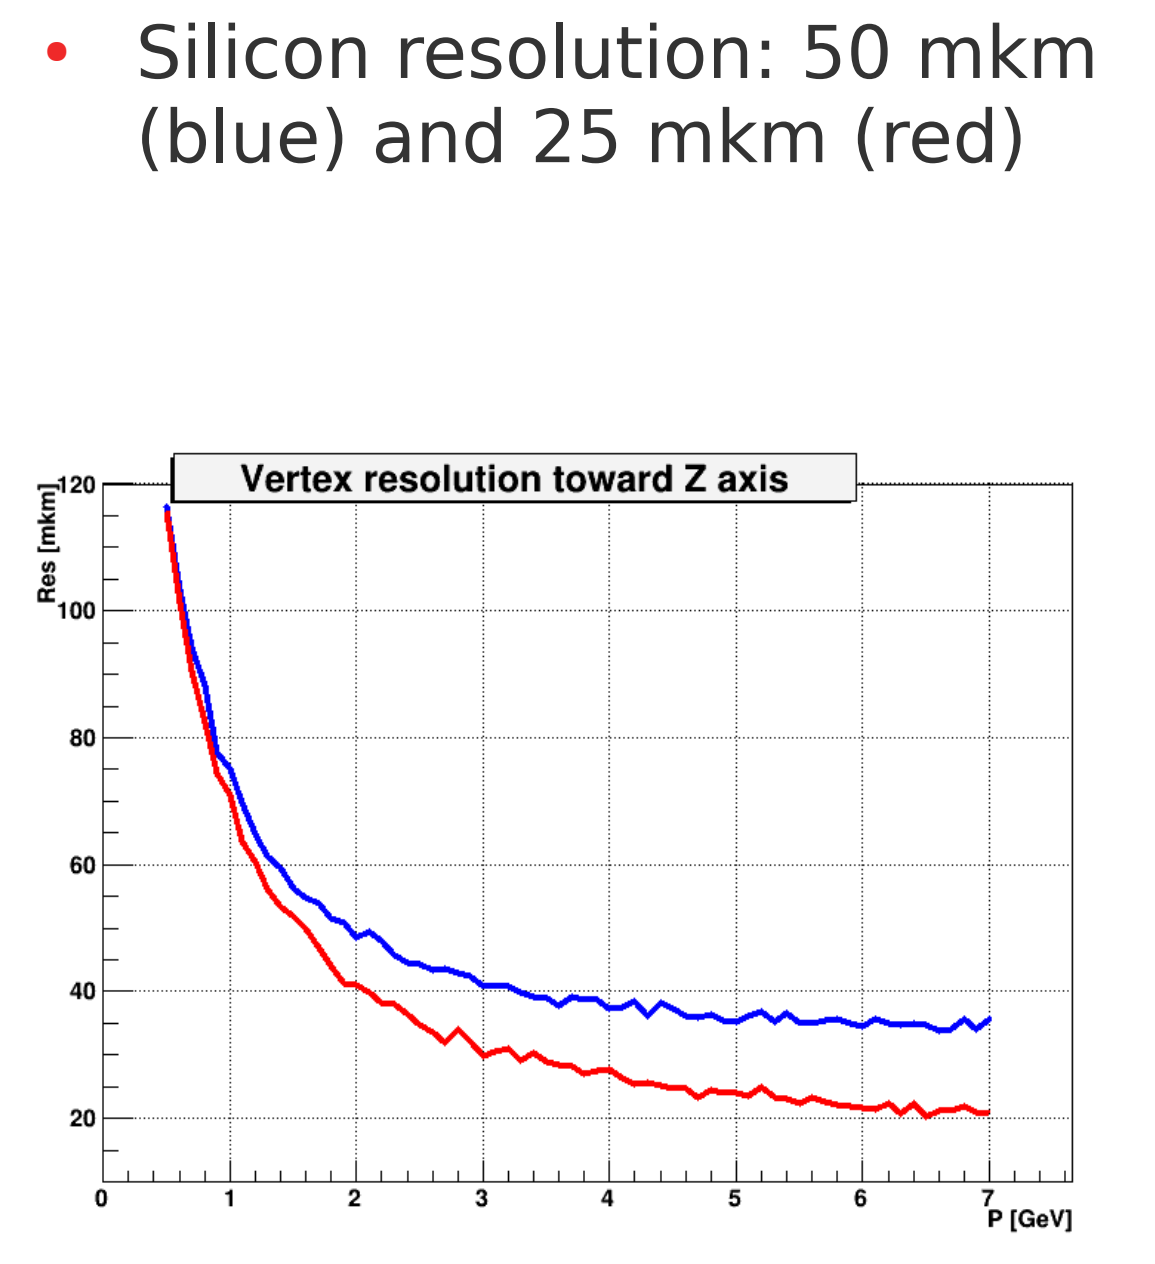 • Silicon resolution: 50 mkm
(blue) and 25 mkm (red)
Vertex resolution toward Z axis
Res [mkm]
120
100
80
60
40
20
0 1 2 3 4 5 6 7
P [GeV]